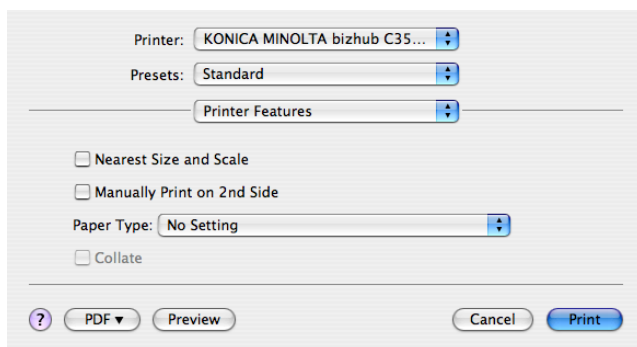 Printer: KONICA MINOLTA bizhub C35...
Presets: Standard
Printer Features
Nearest Size and Scale
Manually Print on 2nd Side
Paper Type: No Setting
Collate
? PDF ▼ Preview Cancel Print